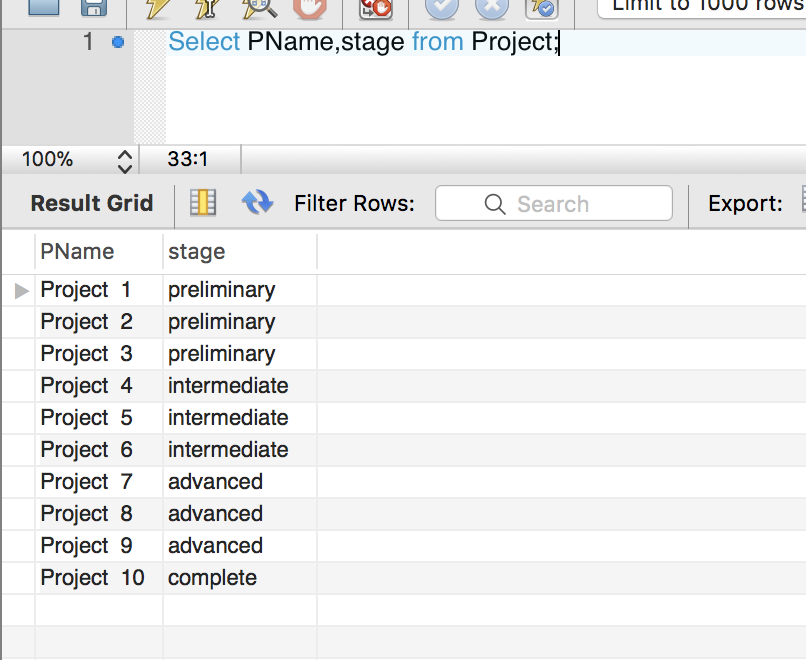 Limit to 1000 rows
1 Select PName,stage from Project;
100% 33:1
Result Grid Filter Rows: Search Export:
PName stage
Project 1 preliminary
Project 2 preliminary
Project 3 preliminary
Project 4 intermediate
Project 5 intermediate
Project 6 intermediate
Project 7 advanced
Project 8 advanced
Project 9 advanced
Project 10 complete